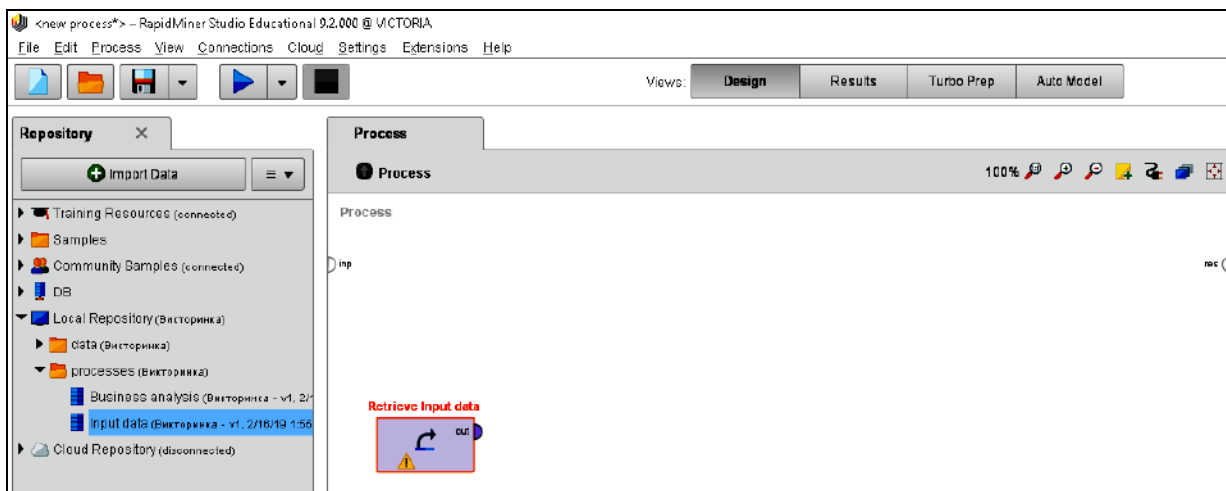 <new process*> – RapidMiner Studio Educational 9.2.000 @ VICTORIA
File Edit Process View Connections Cloud Settings Extensions Help
Views: Design Results Turbo Prep Auto Model
Repository
Process
Import Data
Process
100%
Training Resources (connected)
Process
Samples
Community Samples (connected)
inp
res
DB
Local Repository (Викторинка)
data (Викторинка)
processes (Викторинка)
Business analysis (Викторинка - v1, 2/1
Input data (Викторинка - v1, 2/16/19 1:55
Retrieve Input data
out
Cloud Repository (disconnected)